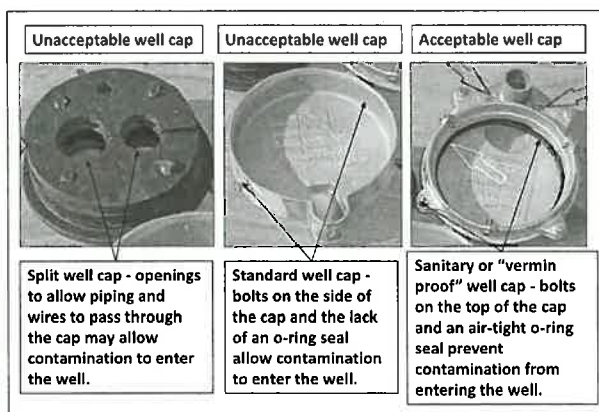 Unacceptable well cap
Unacceptable well cap
Acceptable well cap
Split well cap - openings
to allow piping and
wires to pass through
the cap may allow
contamination to enter
the well.
Standard well cap -
bolts on the side of
the cap and the lack
of an o-ring seal
allow contamination
to enter the well.
Sanitary or "vermin
proof" well cap - bolts
on the top of the cap
and an air-tight o-ring
seal prevent
contamination from
entering the well.